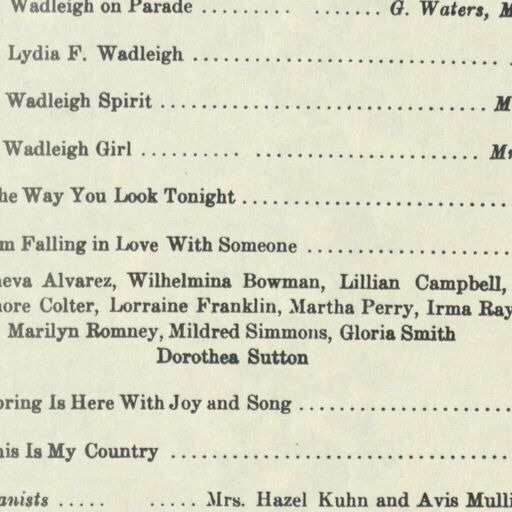 Wadleigh on Parade ......... ....... G. Waters, M
Lydia F. Wadleigh ...............................
Wadleigh Spirit ................................. M
Wadleigh Girl .......... ....................... Mr
he Way You Look Tonight ...........................
m Falling in Love With Someone .....................
neva Alvarez, Wilhelmina Bowman, Lillian Campbell,
nore Colter, Lorraine Franklin, Martha Perry, Irma Ray
Marilyn Romney, Mildred Simmons, Gloria Smith
Dorothea Sutton
pring Is Here With Joy and Song ......................
his Is My Country ..................................
anists ..... ..... Mrs. Hazel Kuhn and Avis Mulli